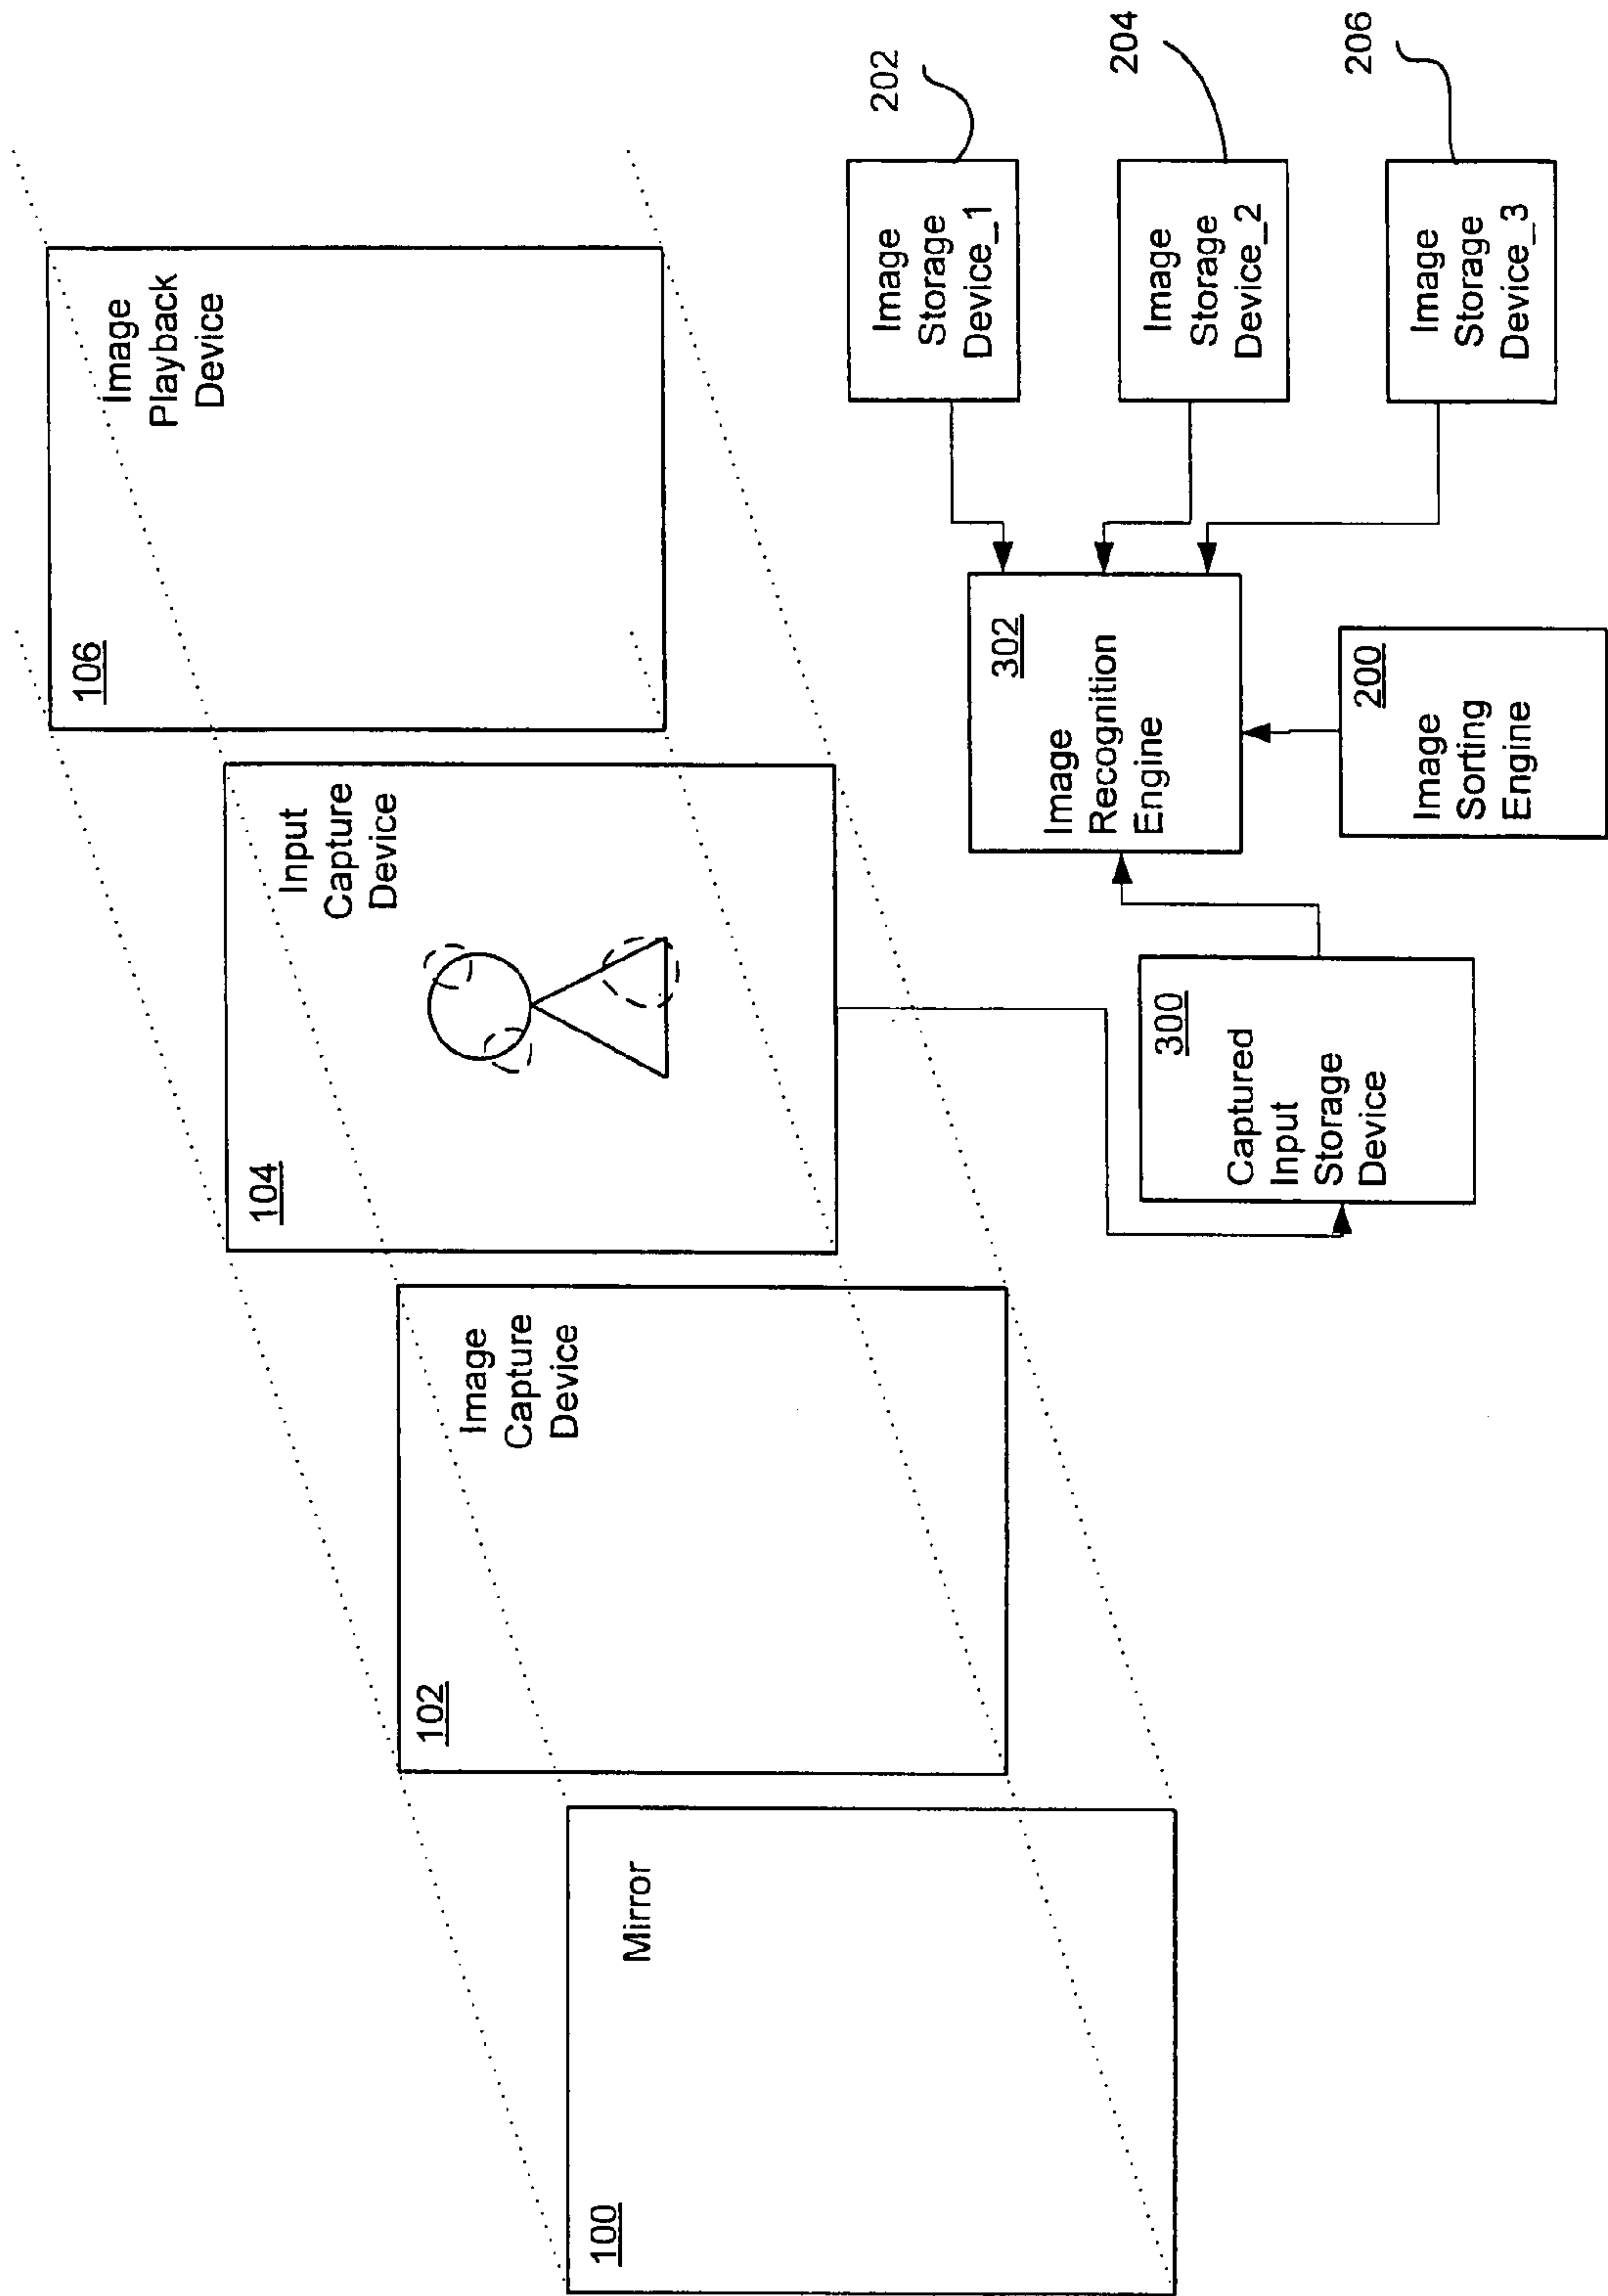 100
Mirror
102
Image
Capture
Device
104
Input
Capture
Device
106
Image
Playback
Device
300
Captured
Input
Storage
Device
302
Image
Recognition
Engine
200
Image
Sorting
Engine
Image
Storage
Device_1
202
Image
Storage
Device_2
204
Image
Storage
Device_3
206